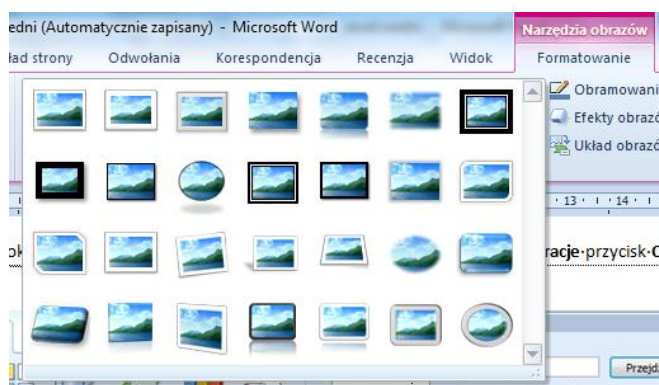 edni (Automatycznie zapisany) - Microsoft Word
Narzędzia obrazów
ład strony Odwołania Korespondencja Recenzja Widok Formatowanie
Obramowani
Efekty obrazó
Układ obrazó
13 14
ok
racje·przycisk·O
Przejd